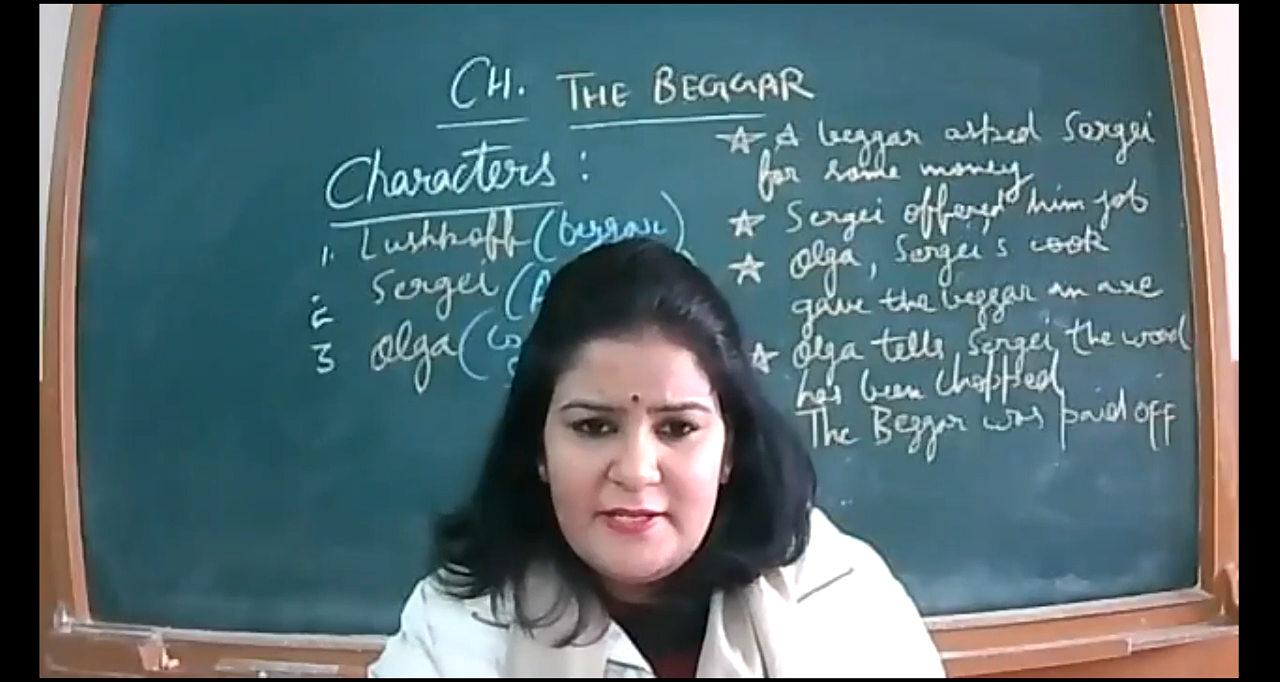 CH. THE BEGGAR
Characters :
1. Lushkoff (beggar)
2 Sergei (
3 Olga (
☆ A beggar asked Sergei
for some money
☆ Sergei offered him job
☆ Olga, Sergei's cook
gave the beggar an axe
☆ Olga tells Sergei the wood
has been chopped
The Beggar was paid off